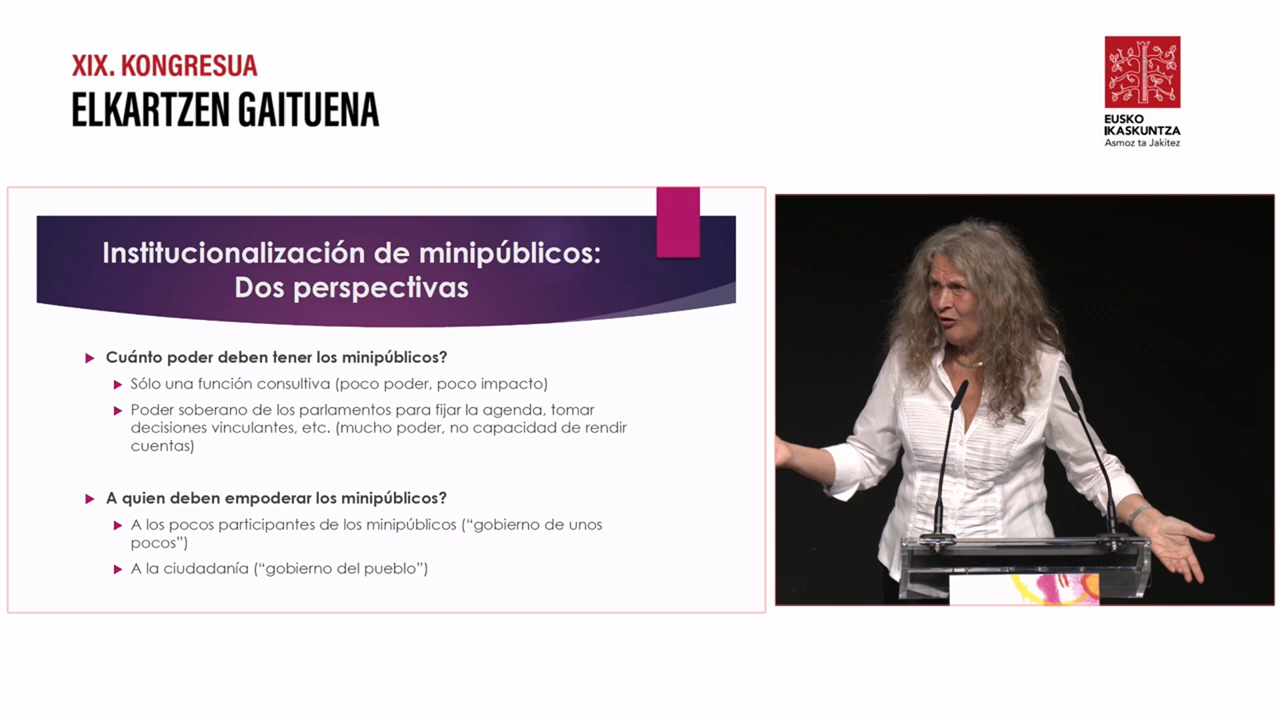 XIX. KONGRESUA
ELKARTZEN GAITUENA
EUSKO
IKASKUNTZA
Asmoz ta Jakitez
Institucionalización de minipúblicos:
Dos perspectivas
Cuánto poder deben tener los minipúblicos?
Sólo una función consultiva (poco poder, poco impacto)
Poder soberano de los parlamentos para fijar la agenda, tomar
decisiones vinculantes, etc. (mucho poder, no capacidad de rendir
cuentas)
A quien deben empoderar los minipúblicos?
A los pocos participantes de los minipúblicos (“gobierno de unos
pocos”)
A la ciudadanía (“gobierno del pueblo”)